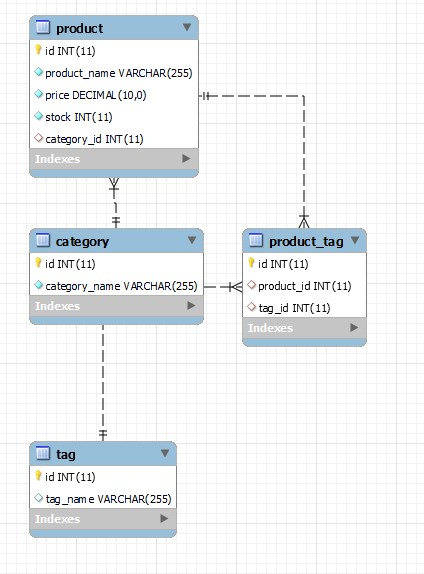 product
id INT(11)
product_name VARCHAR(255)
price DECIMAL(10,0)
stock INT(11)
category_id INT(11)
Indexes
category
id INT(11)
category_name VARCHAR(255)
Indexes
product_tag
id INT(11)
product_id INT(11)
tag_id INT(11)
Indexes
tag
id INT(11)
tag_name VARCHAR(255)
Indexes